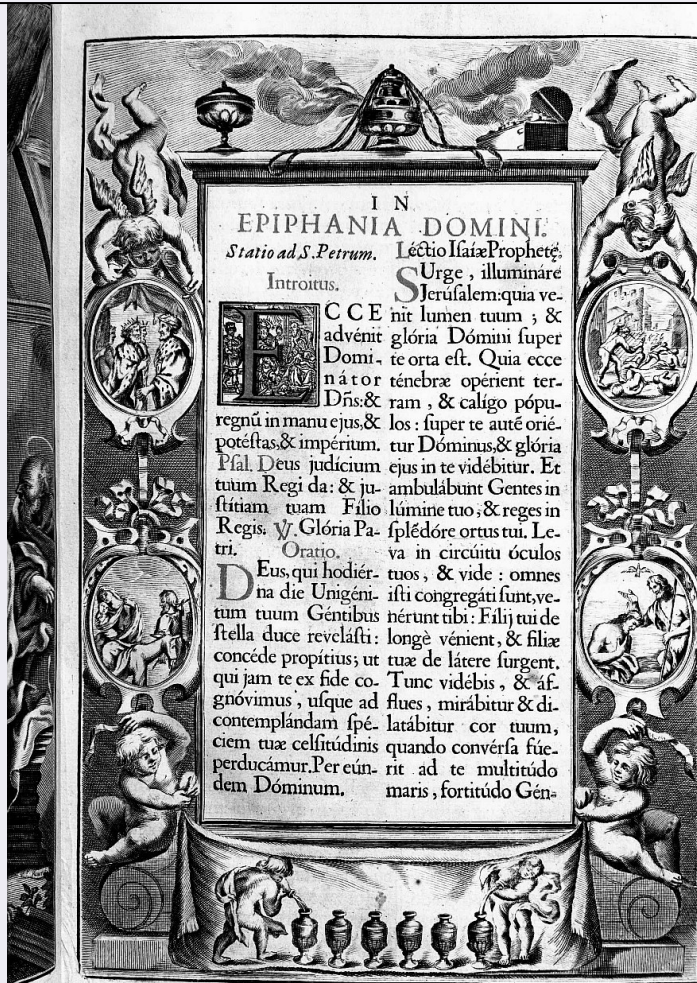 IN
EPIPHANIA DOMINI.
Statio ad S. Petrum.
Introitus.
ECCE
advénit
Domi-
nátor
Dñs:&
regnũ in manu ejus,&
potéſtas,& impérium.
Pſal. Deus judícium
tuum Regi da: & ju-
ſtítiam tuam Fílio
Regis. ℣. Glória Pa-
tri. Oratio.
DEus, qui hodiér-
na die Unigéni-
tum tuum Géntibus
ſtella duce reveláſti:
concéde propítius; ut
qui jam te ex fide co-
gnóvimus, uſque ad
contemplándam ſpé-
ciem tuæ celſitúdinis
perducámur. Per eún-
dem Dóminum.
Léctio Iſaíæ Prophetę.
SUrge, illumináre
Jerúſalem: quia ve-
nit lumen tuum; &
glória Dómini ſuper
te orta eſt. Quia ecce
ténebræ opérient ter-
ram, & calígo pópu-
los: ſuper te autẽ orié-
tur Dóminus,& glória
ejus in te vidébitur. Et
ambulábunt Gentes in
lúmine tuo; & reges in
ſplẽdóre ortus tui. Le-
va in circúitu óculos
tuos, & vide: omnes
iſti congregáti ſunt, ve-
nérunt tibi: Fílij tui de
longè vénient, & filiæ
tuæ de látere ſurgent.
Tunc vidébis, & áf-
flues, mirábitur & di-
latábitur cor tuum,
quando convérſa fúe-
rit ad te multitúdo
maris, fortitúdo Gén-